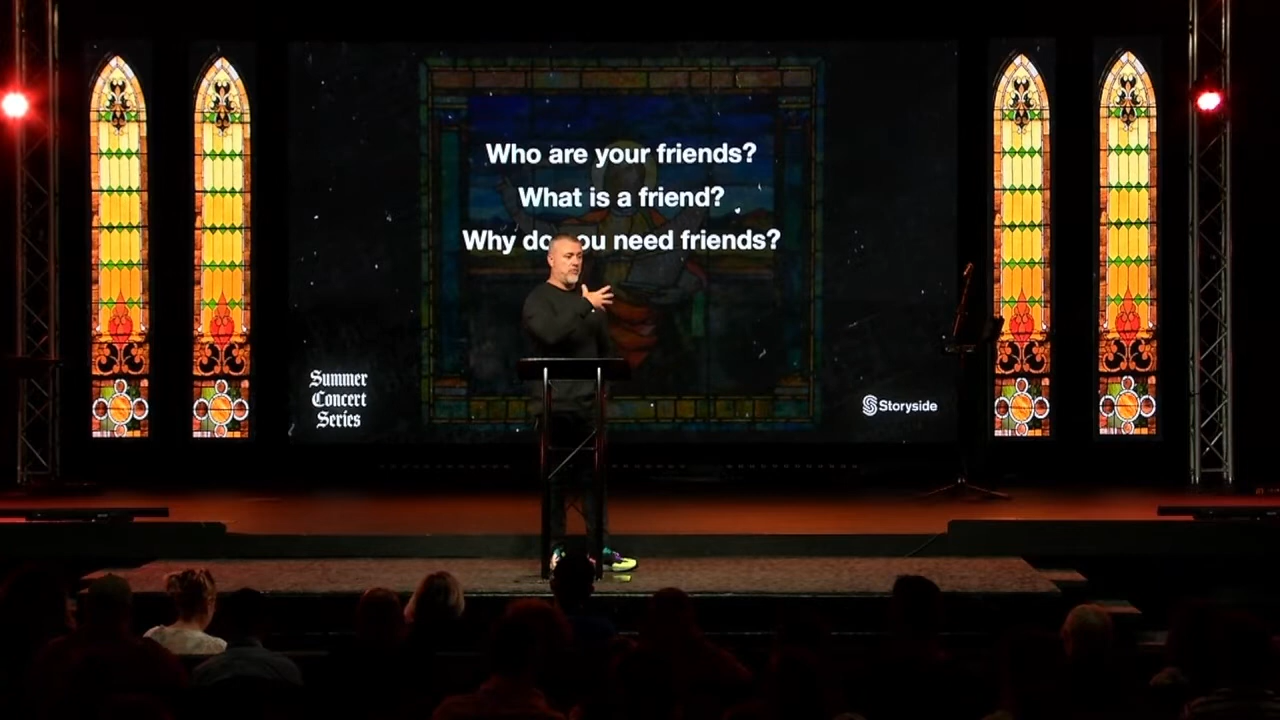 Who are your friends?
What is a friend?
Why do you need friends?
Summer
Concert
Series
Storyside